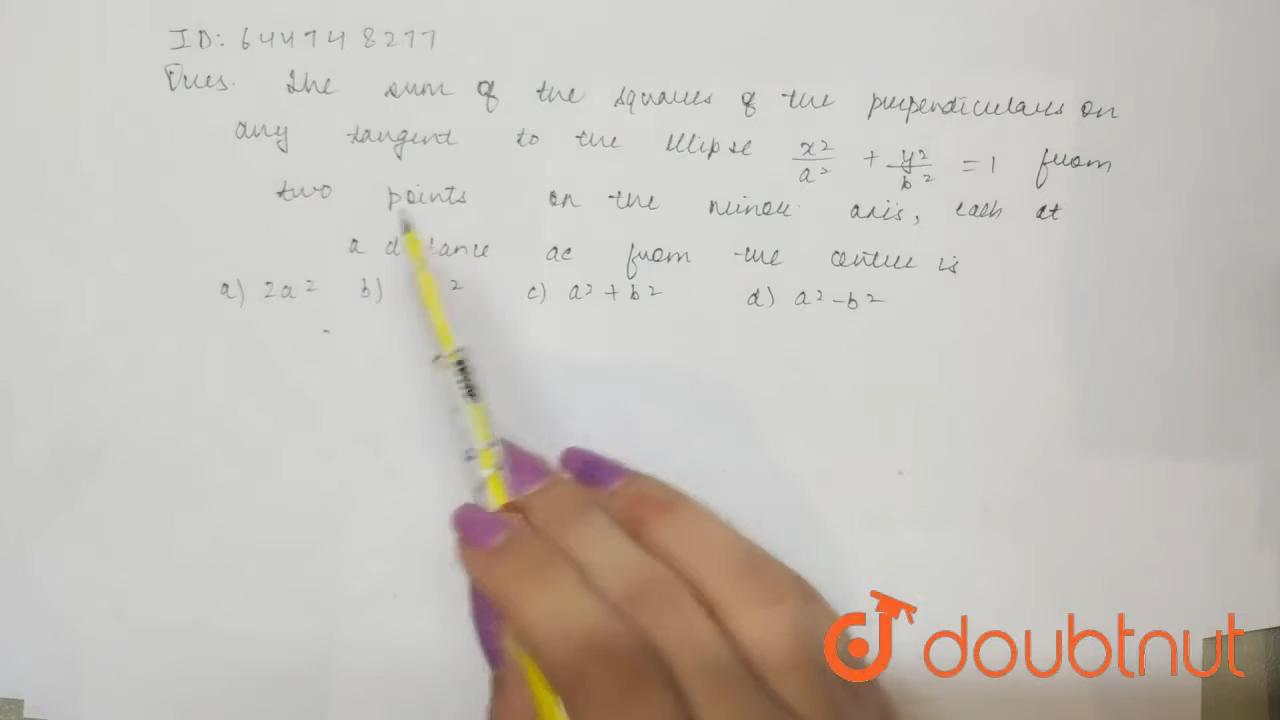 ID: 644748277
Ques. The sum of the squares of the perpendiculars on
any tangent to the ellipse x²/a² + y²/b² = 1 from
two points on the minor axis, each at
a distance ae from the centre is
a) 2a² b) ² c) a² + b² d) a² - b²
doubtnut